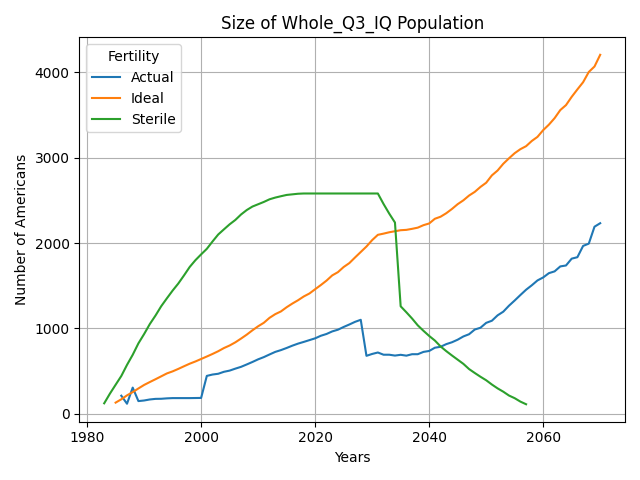 Size of Whole_Q3_IQ Population
Fertility
Actual
Ideal
Sterile
4000
3000
2000
1000
0
Number of Americans
1980
2000
2020
2040
2060
Years